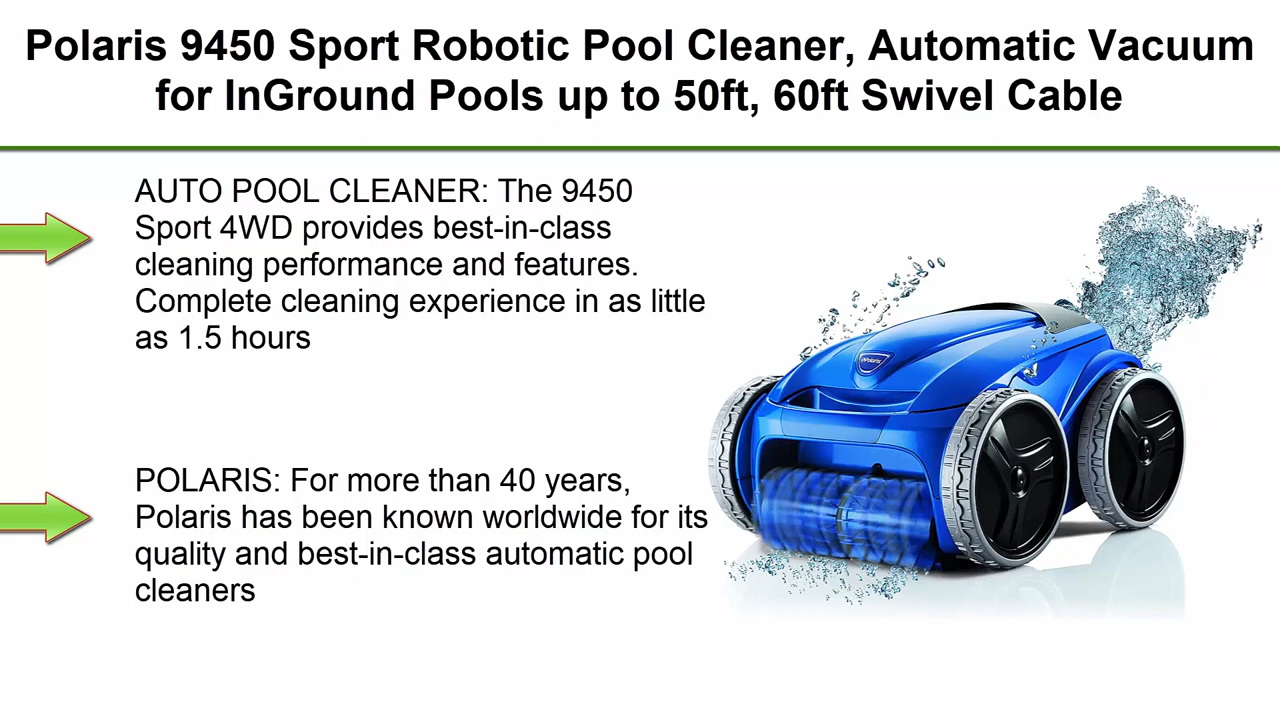 Polaris 9450 Sport Robotic Pool Cleaner, Automatic Vacuum
for InGround Pools up to 50ft, 60ft Swivel Cable
AUTO POOL CLEANER: The 9450
Sport 4WD provides best-in-class
cleaning performance and features.
Complete cleaning experience in as little
as 1.5 hours
POLARIS: For more than 40 years,
Polaris has been known worldwide for its
quality and best-in-class automatic pool
cleaners
Polaris